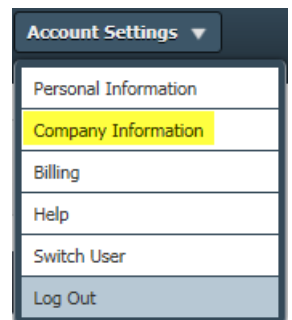 Account Settings ▼
Personal Information
Company Information
Billing
Help
Switch User
Log Out